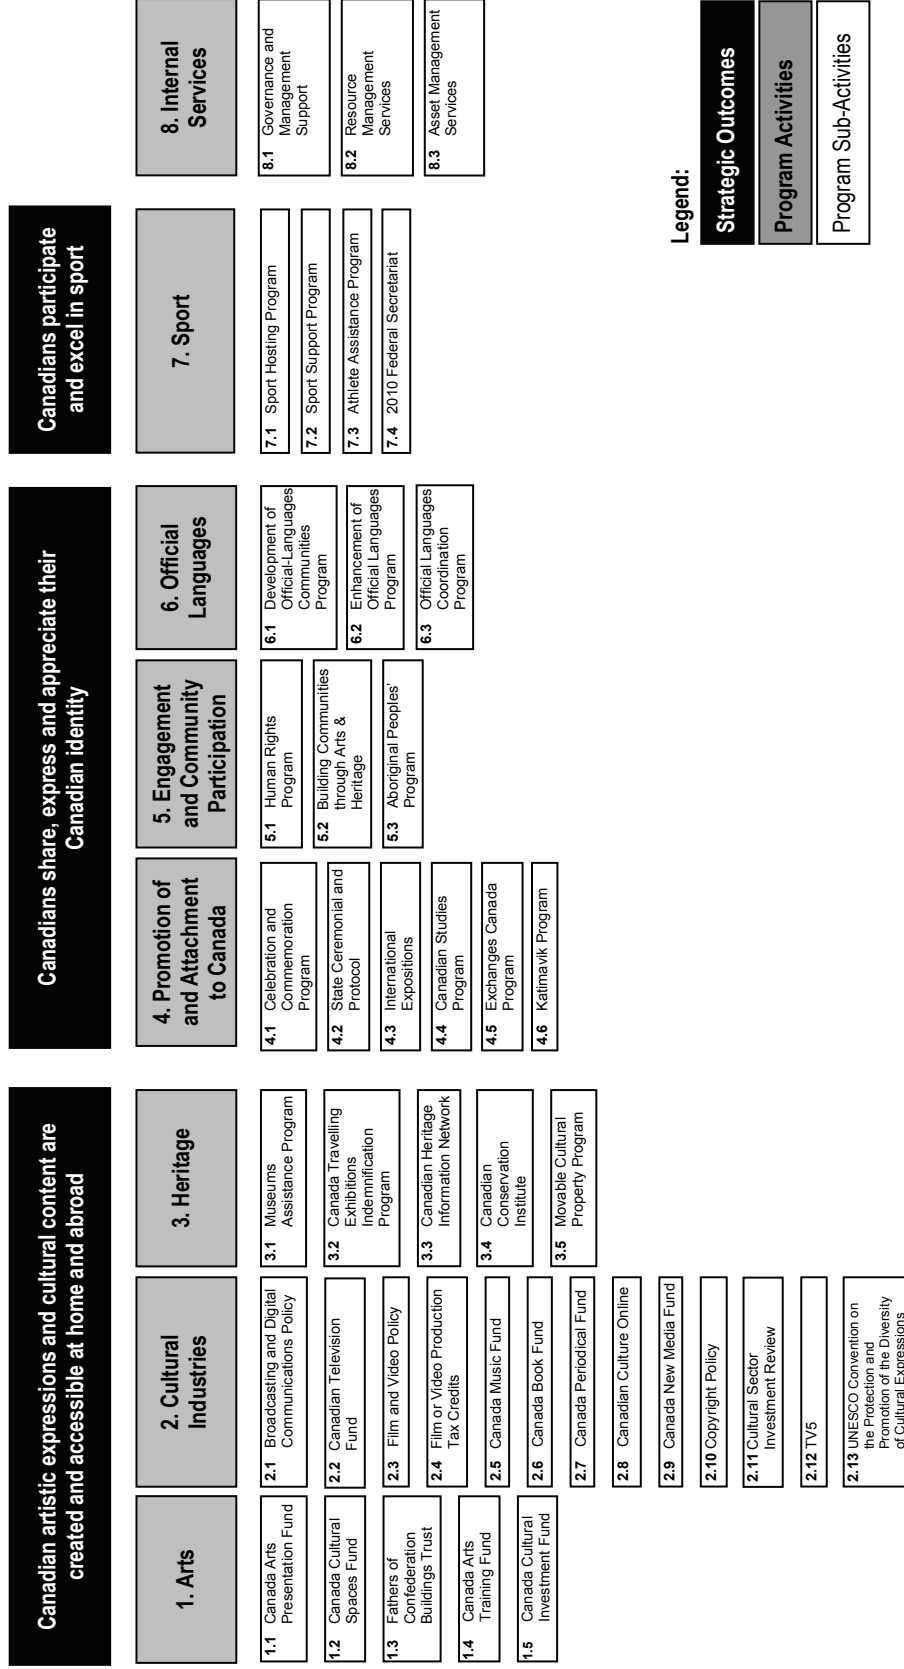 Canadian artistic expressions and cultural content are
created and accessible at home and abroad
1. Arts
1.1 Canada Arts
Presentation Fund
1.2 Canada Cultural
Spaces Fund
1.3 Fathers of
Confederation
Buildings Trust
1.4 Canada Arts
Training Fund
1.5 Canada Cultural
Investment Fund
2. Cultural
Industries
2.1 Broadcasting and Digital
Communications Policy
2.2 Canadian Television
Fund
2.3 Film and Video Policy
2.4 Film or Video Production
Tax Credits
2.5 Canada Music Fund
2.6 Canada Book Fund
2.7 Canada Periodical Fund
2.8 Canadian Culture Online
2.9 Canada New Media Fund
2.10 Copyright Policy
2.11 Cultural Sector
Investment Review
2.12 TV5
2.13 UNESCO Convention on
the Protection and
Promotion of the Diversity
of Cultural Expressions
3. Heritage
3.1 Museums
Assistance Program
3.2 Canada Travelling
Exhibitions
Indemnification
Program
3.3 Canadian Heritage
Information Network
3.4 Canadian
Conservation
Institute
3.5 Movable Cultural
Property Program
Canadians share, express and appreciate their
Canadian identity
4. Promotion of
and Attachment
to Canada
4.1 Celebration and
Commemoration
Program
4.2 State Ceremonial and
Protocol
4.3 International
Expositions
4.4 Canadian Studies
Program
4.5 Exchanges Canada
Program
4.6 Katimavik Program
5. Engagement
and Community
Participation
5.1 Human Rights
Program
5.2 Building Communities
through Arts &
Heritage
5.3 Aboriginal Peoples'
Program
6. Official
Languages
6.1 Development of
Official-Languages
Communities
Program
6.2 Enhancement of
Official Languages
Program
6.3 Official Languages
Coordination
Program
Canadians participate
and excel in sport
7. Sport
7.1 Sport Hosting Program
7.2 Sport Support Program
7.3 Athlete Assistance Program
7.4 2010 Federal Secretariat
8. Internal
Services
8.1 Governance and
Management
Support
8.2 Resource
Management
Services
8.3 Asset Management
Services
Legend:
Strategic Outcomes
Program Activities
Program Sub-Activities